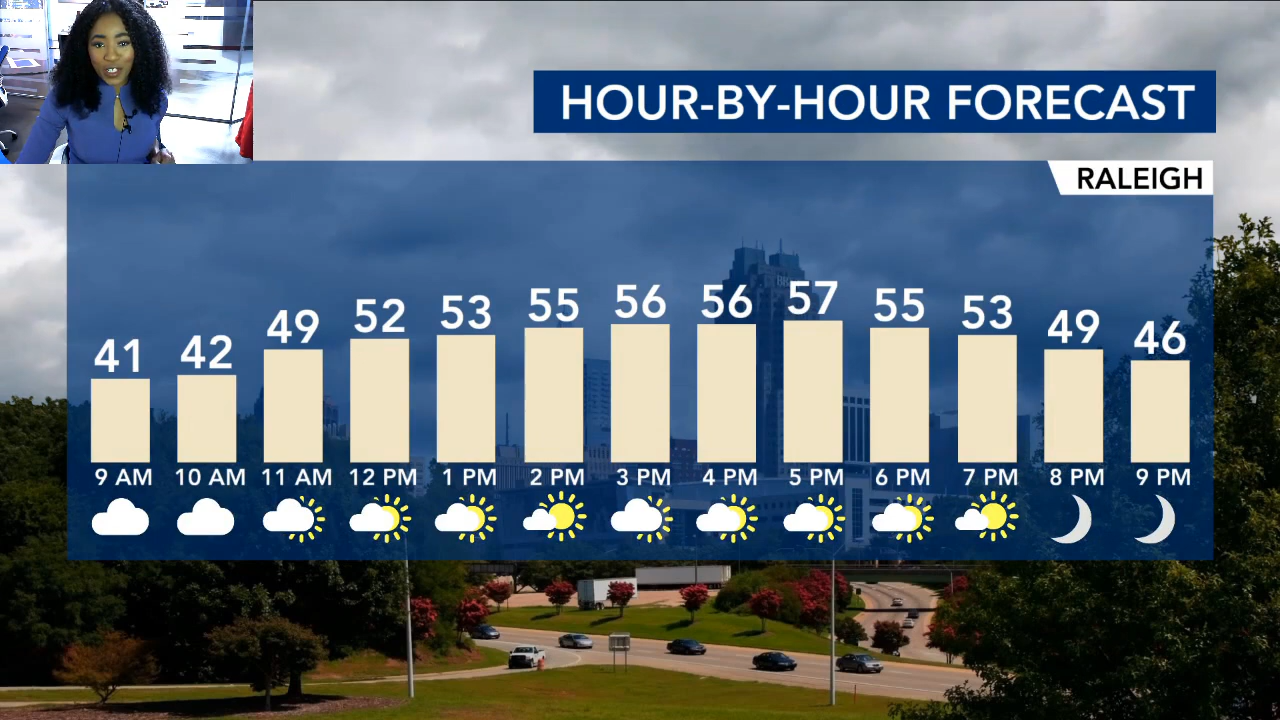 HOUR-BY-HOUR FORECAST
RALEIGH
41 42 49 52 53 55 56 56 57 55 53 49 46
9 AM 10 AM 11 AM 12 PM 1 PM 2 PM 3 PM 4 PM 5 PM 6 PM 7 PM 8 PM 9 PM